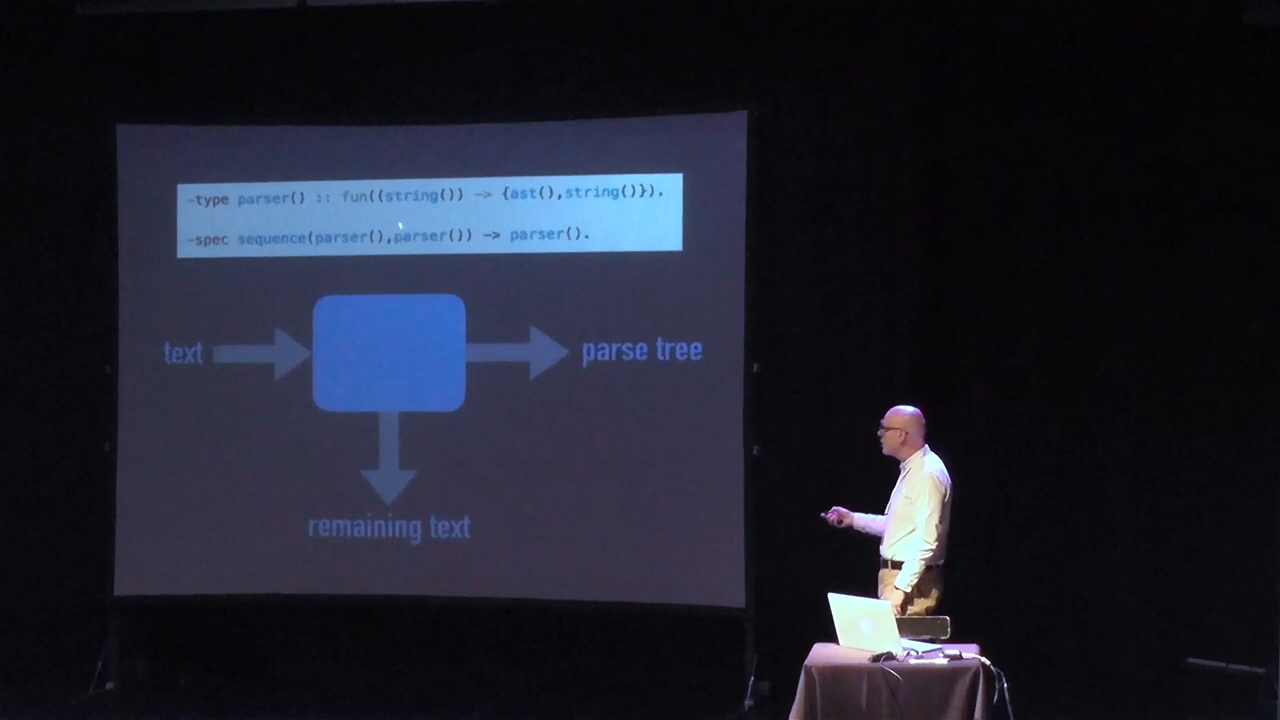 -type parser() :: fun((string()) -> {ast(),string()}).
-spec sequence(parser(),parser()) -> parser().
text
parse tree
remaining text